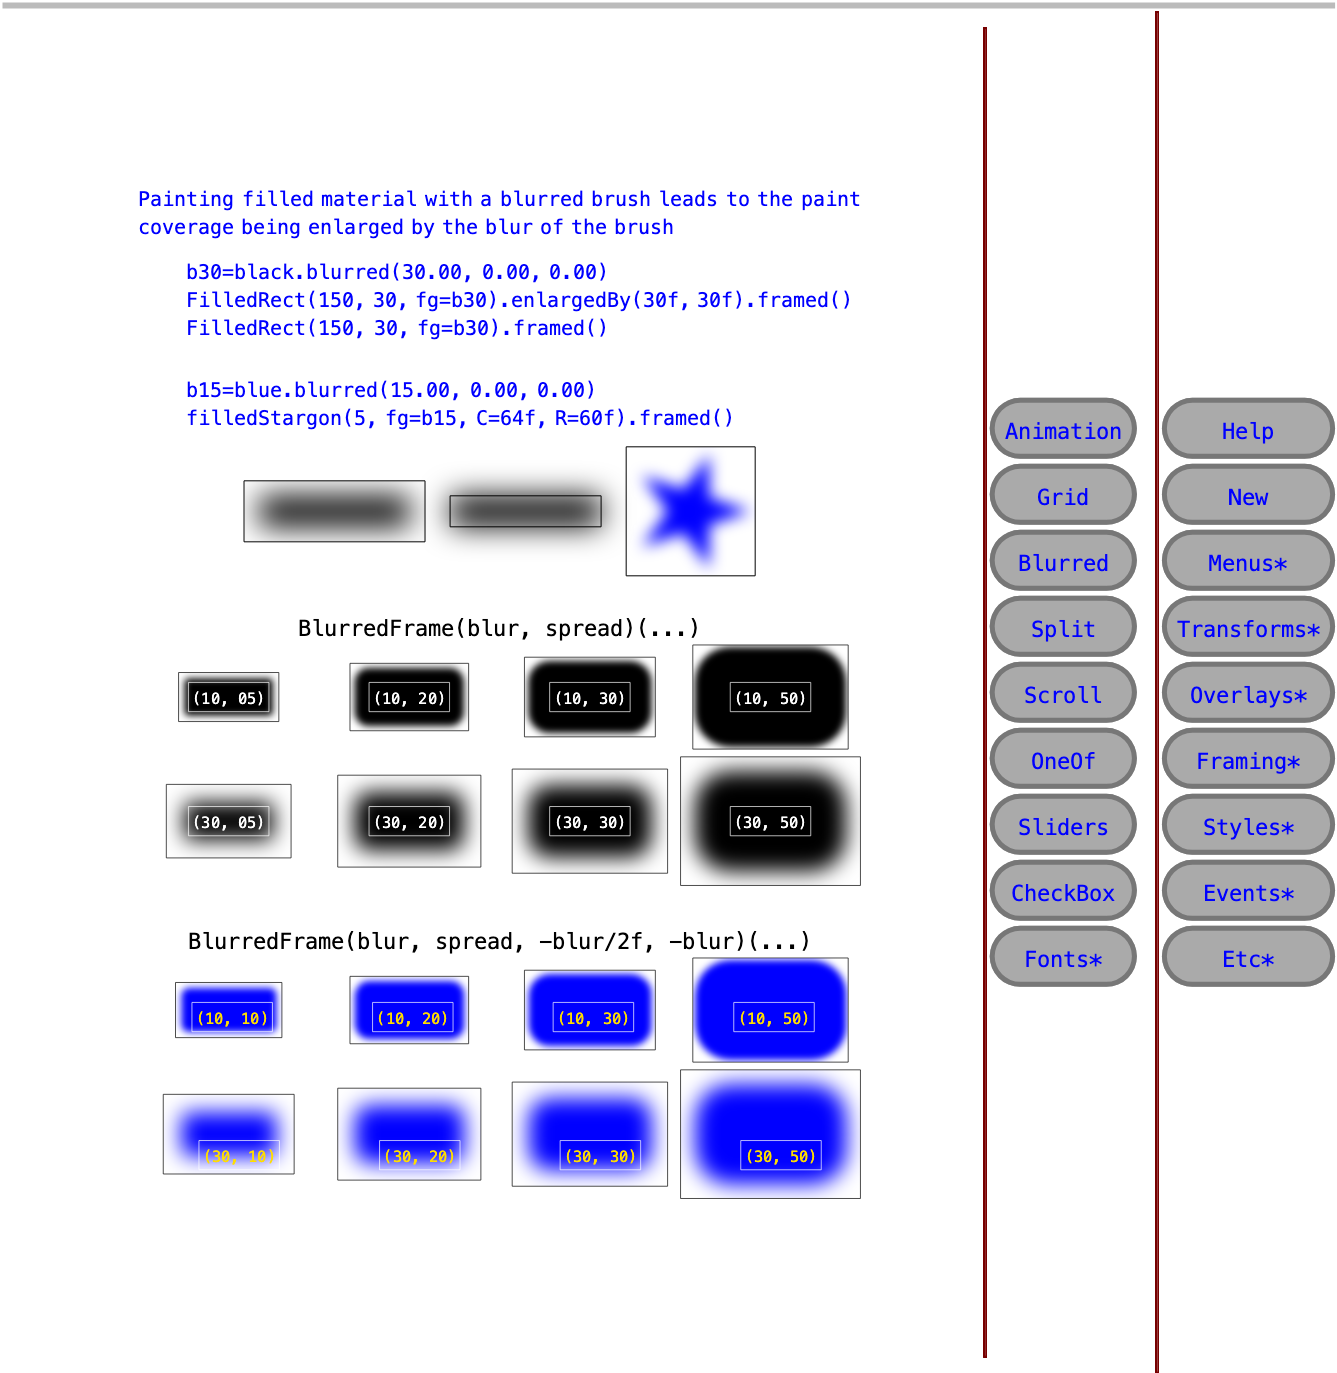 Painting filled material with a blurred brush leads to the paint
coverage being enlarged by the blur of the brush
b30=black.blurred(30.00, 0.00, 0.00)
FilledRect(150, 30, fg=b30).enlargedBy(30f, 30f).framed()
FilledRect(150, 30, fg=b30).framed()
b15=blue.blurred(15.00, 0.00, 0.00)
filledStargon(5, fg=b15, C=64f, R=60f).framed()
BlurredFrame(blur, spread)(...)
(10, 05) (10, 20) (10, 30) (10, 50)
(30, 05) (30, 20) (30, 30) (30, 50)
BlurredFrame(blur, spread, -blur/2f, -blur)(...)
(10, 10) (10, 20) (10, 30) (10, 50)
(30, 10) (30, 20) (30, 30) (30, 50)
Animation
Grid
Blurred
Split
Scroll
OneOf
Sliders
CheckBox
Fonts*
Help
New
Menus*
Transforms*
Overlays*
Framing*
Styles*
Events*
Etc*